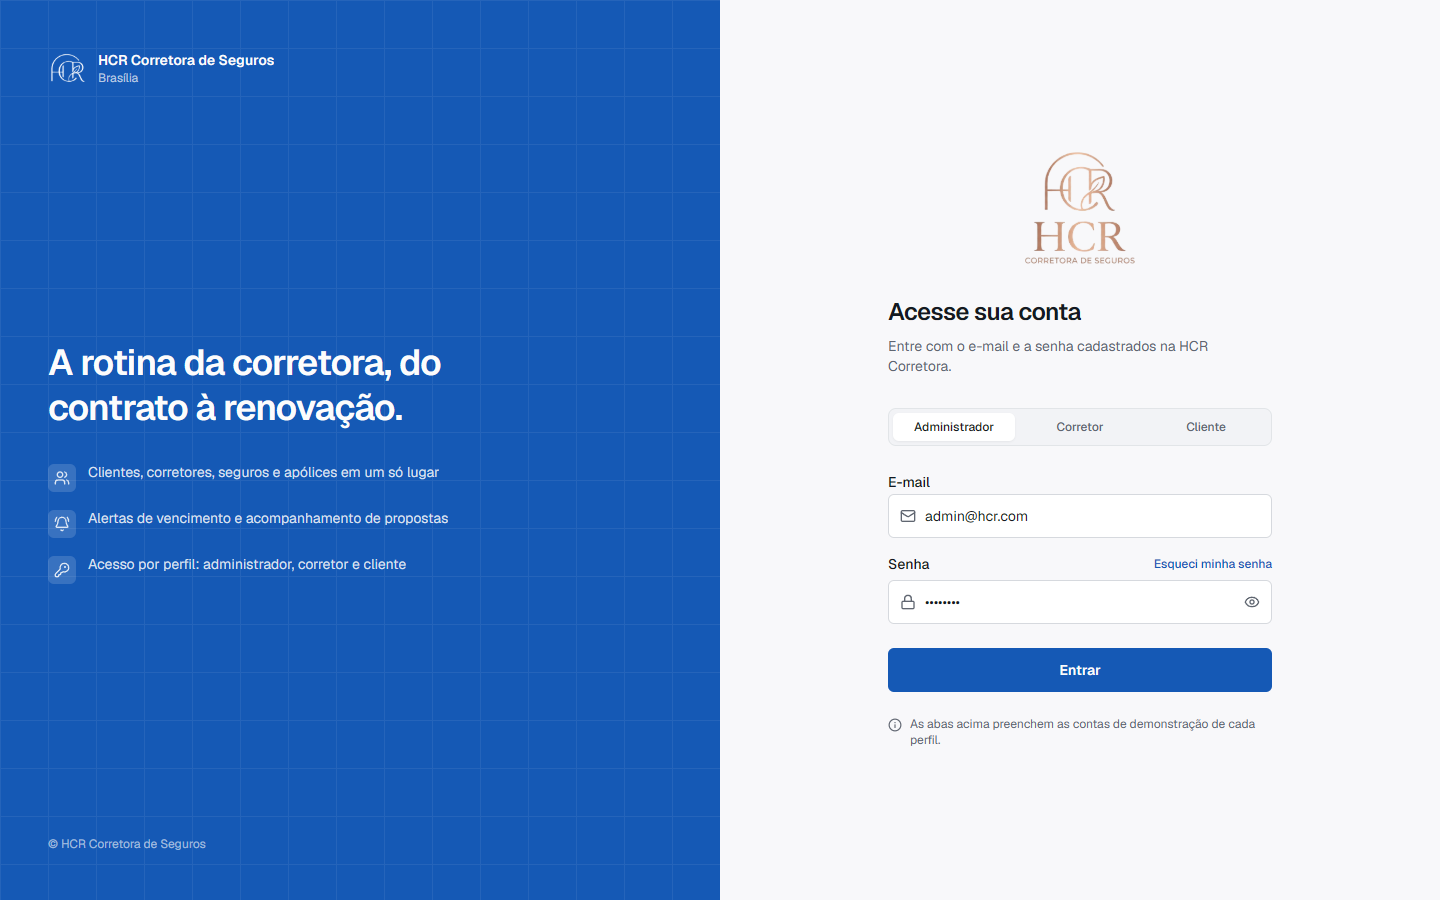 HCR
HCR Corretora de Seguros
Brasília
A rotina da corretora, do
contrato à renovação.
Clientes, corretores, seguros e apólices em um só lugar
Alertas de vencimento e acompanhamento de propostas
Acesso por perfil: administrador, corretor e cliente
© HCR Corretora de Seguros
HCR
HCR
CORRETORA DE SEGUROS
Acesse sua conta
Entre com o e-mail e a senha cadastrados na HCR
Corretora.
Administrador
Corretor
Cliente
E-mail
admin@hcr.com
Senha
Esqueci minha senha
••••••••
Entrar
As abas acima preenchem as contas de demonstração de cada
perfil.